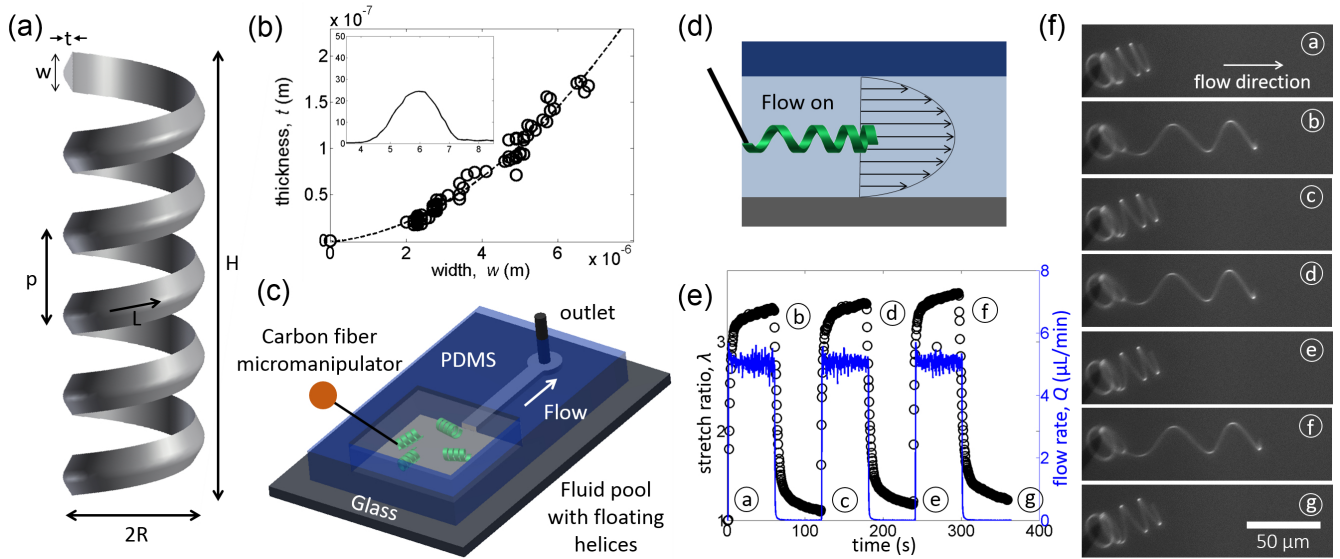 (a)
t
w
H
p
L
2R
(b)
x 10⁻⁷
2
1.5
1
0.5
0
thickness, t (m)
50
40
30
20
10
0
4 5 6 7 8
0 2 4 6
x 10⁻⁶
width, w (m)
(c)
Carbon fiber
micromanipulator
PDMS
outlet
Flow
Glass
Fluid pool
with floating
helices
(d)
Flow on
(e)
stretch ratio, λ
3
2
1
8
6
4
2
0
flow rate, Q (µL/min)
b d f
a c e g
0 100 200 300 400
time (s)
(f)
a
flow direction
b
c
d
e
f
g
50 µm